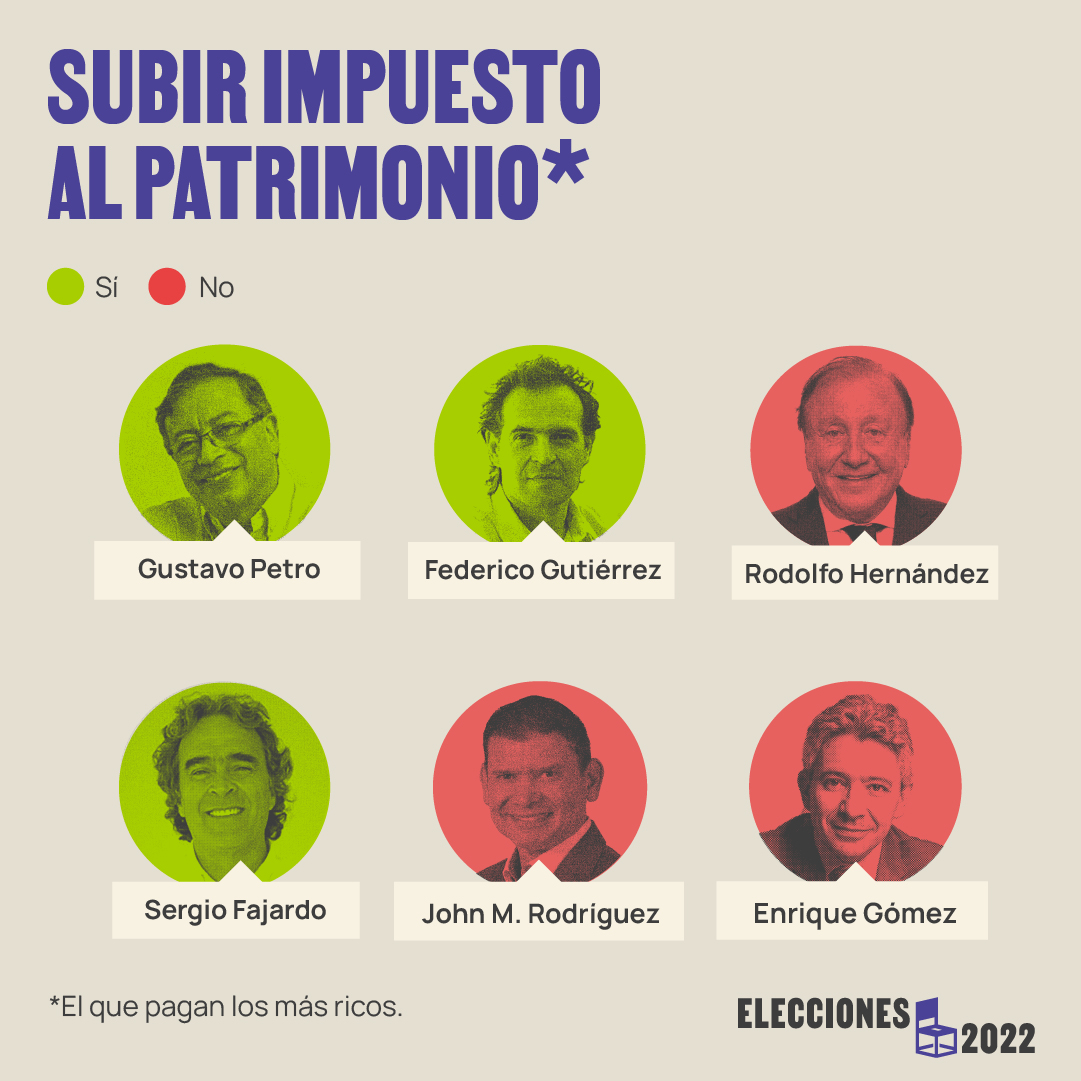 SUBIR IMPUESTO
AL PATRIMONIO*
Sí No
Gustavo Petro
Federico Gutiérrez
Rodolfo Hernández
Sergio Fajardo
John M. Rodríguez
Enrique Gómez
*El que pagan los más ricos.
ELECCIONES
2022